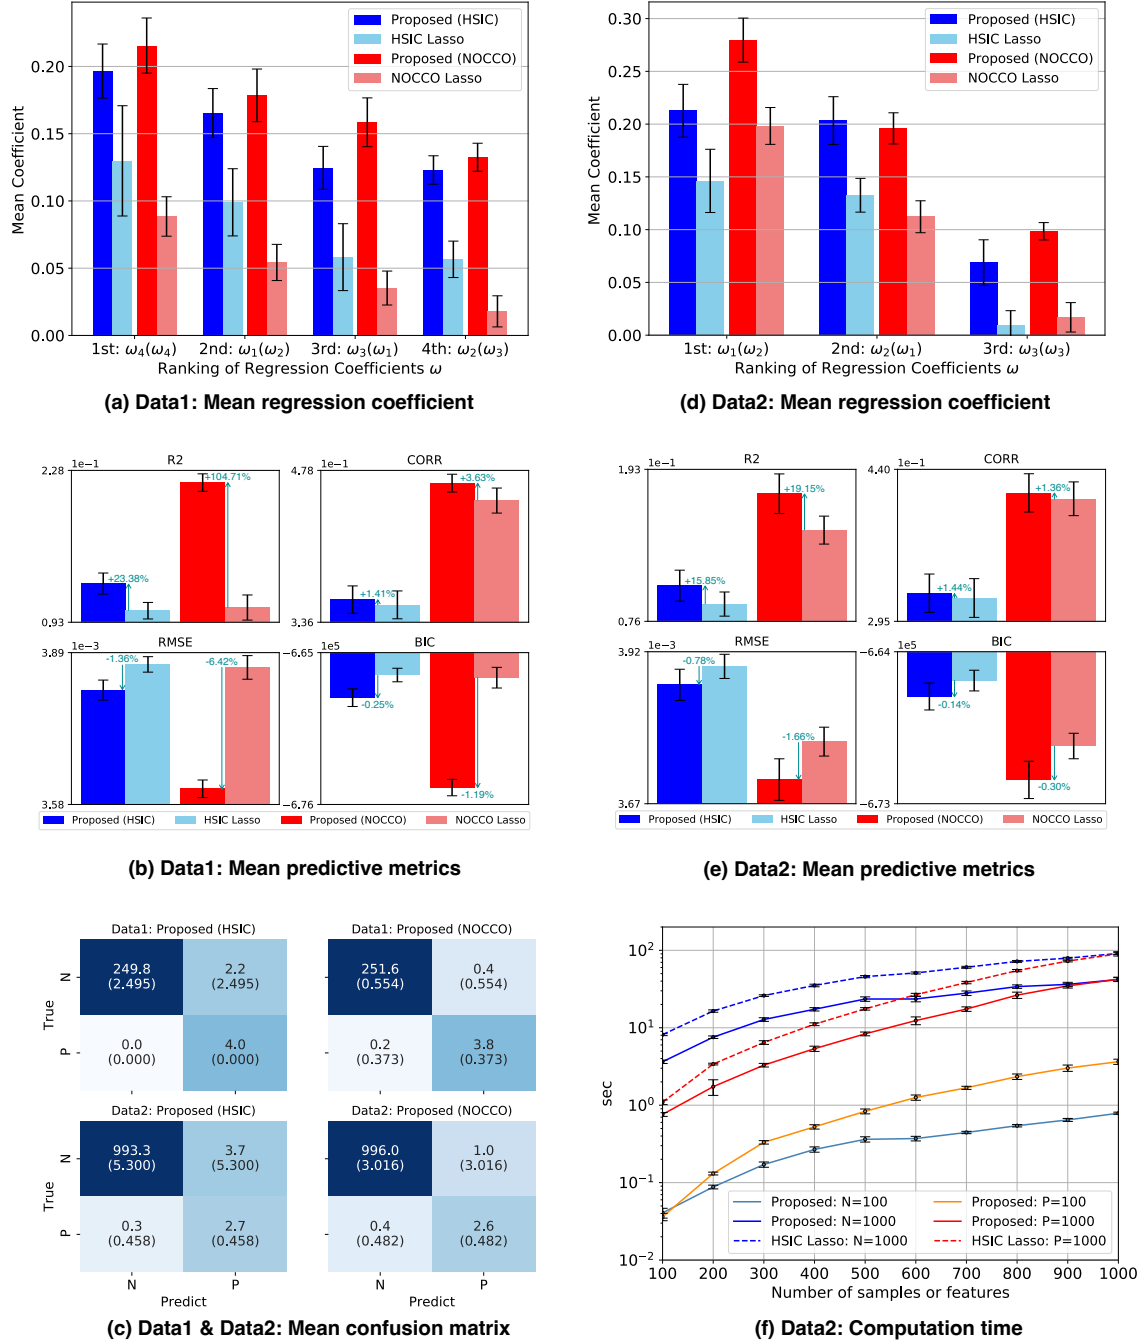 Proposed (HSIC)
HSIC Lasso
Proposed (NOCCO)
NOCCO Lasso
Mean Coefficient
0.20
0.15
0.10
0.05
0.00
1st: ω₄(ω₄)
2nd: ω₁(ω₂)
3rd: ω₃(ω₁)
4th: ω₂(ω₃)
Ranking of Regression Coefficients ω
(a) Data1: Mean regression coefficient
Proposed (HSIC)
HSIC Lasso
Proposed (NOCCO)
NOCCO Lasso
Mean Coefficient
0.30
0.25
0.20
0.15
0.10
0.05
0.00
1st: ω₁(ω₂)
2nd: ω₂(ω₁)
3rd: ω₃(ω₃)
Ranking of Regression Coefficients ω
(d) Data2: Mean regression coefficient
1e−1
R2
2.28
0.93
+23.38%
+104.71%
1e−1
CORR
4.78
3.36
+1.41%
+3.63%
1e−3
RMSE
3.89
3.58
-1.36%
-6.42%
1e5
BIC
−6.65
−6.76
-0.25%
-1.19%
Proposed (HSIC)
HSIC Lasso
Proposed (NOCCO)
NOCCO Lasso
(b) Data1: Mean predictive metrics
1e−1
R2
1.93
0.76
+15.85%
+19.15%
1e−1
CORR
4.40
2.95
+1.44%
+1.36%
1e−3
RMSE
3.92
3.67
-0.78%
-1.66%
1e5
BIC
−6.64
−6.73
-0.14%
-0.30%
Proposed (HSIC)
HSIC Lasso
Proposed (NOCCO)
NOCCO Lasso
(e) Data2: Mean predictive metrics
Data1: Proposed (HSIC)
True
N
P
249.8
(2.495)
2.2
(2.495)
0.0
(0.000)
4.0
(0.000)
Data1: Proposed (NOCCO)
251.6
(0.554)
0.4
(0.554)
0.2
(0.373)
3.8
(0.373)
Data2: Proposed (HSIC)
True
N
P
993.3
(5.300)
3.7
(5.300)
0.3
(0.458)
2.7
(0.458)
N
P
Predict
Data2: Proposed (NOCCO)
996.0
(3.016)
1.0
(3.016)
0.4
(0.482)
2.6
(0.482)
N
P
Predict
(c) Data1 & Data2: Mean confusion matrix
sec
10²
10¹
10⁰
10⁻¹
10⁻²
Proposed: N=100
Proposed: N=1000
HSIC Lasso: N=1000
Proposed: P=100
Proposed: P=1000
HSIC Lasso: P=1000
100 200 300 400 500 600 700 800 900 1000
Number of samples or features
(f) Data2: Computation time